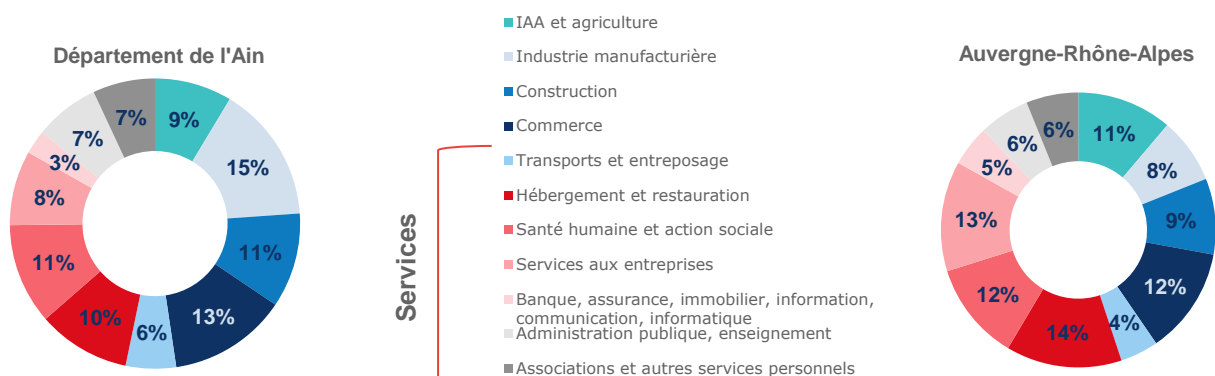 Département de l'Ain
9%
15%
11%
13%
6%
10%
11%
8%
3%
7%
7%
Services
IAA et agriculture
Industrie manufacturière
Construction
Commerce
Transports et entreposage
Hébergement et restauration
Santé humaine et action sociale
Services aux entreprises
Banque, assurance, immobilier, information,
communication, informatique
Administration publique, enseignement
Associations et autres services personnels
Auvergne-Rhône-Alpes
11%
8%
9%
12%
4%
14%
12%
13%
5%
6%
6%